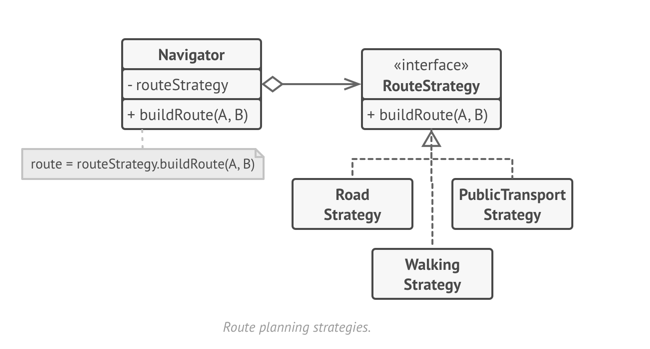 Navigator
- routeStrategy
+ buildRoute(A, B)
route = routeStrategy.buildRoute(A, B)
«interface»
RouteStrategy
+ buildRoute(A, B)
Road
Strategy
PublicTransport
Strategy
Walking
Strategy
Route planning strategies.